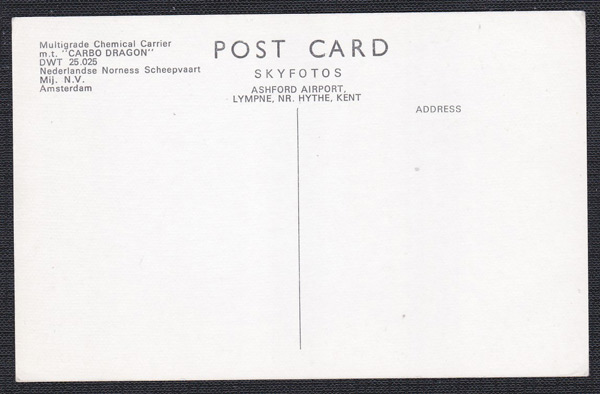 Multigrade Chemical Carrier
m.t. "CARBO DRAGON"
DWT 25.025
Nederlandse Norness Scheepvaart
Mij. N.V.
Amsterdam
POST CARD
SKYFOTOS
ASHFORD AIRPORT,
LYMPNE, NR. HYTHE, KENT
ADDRESS